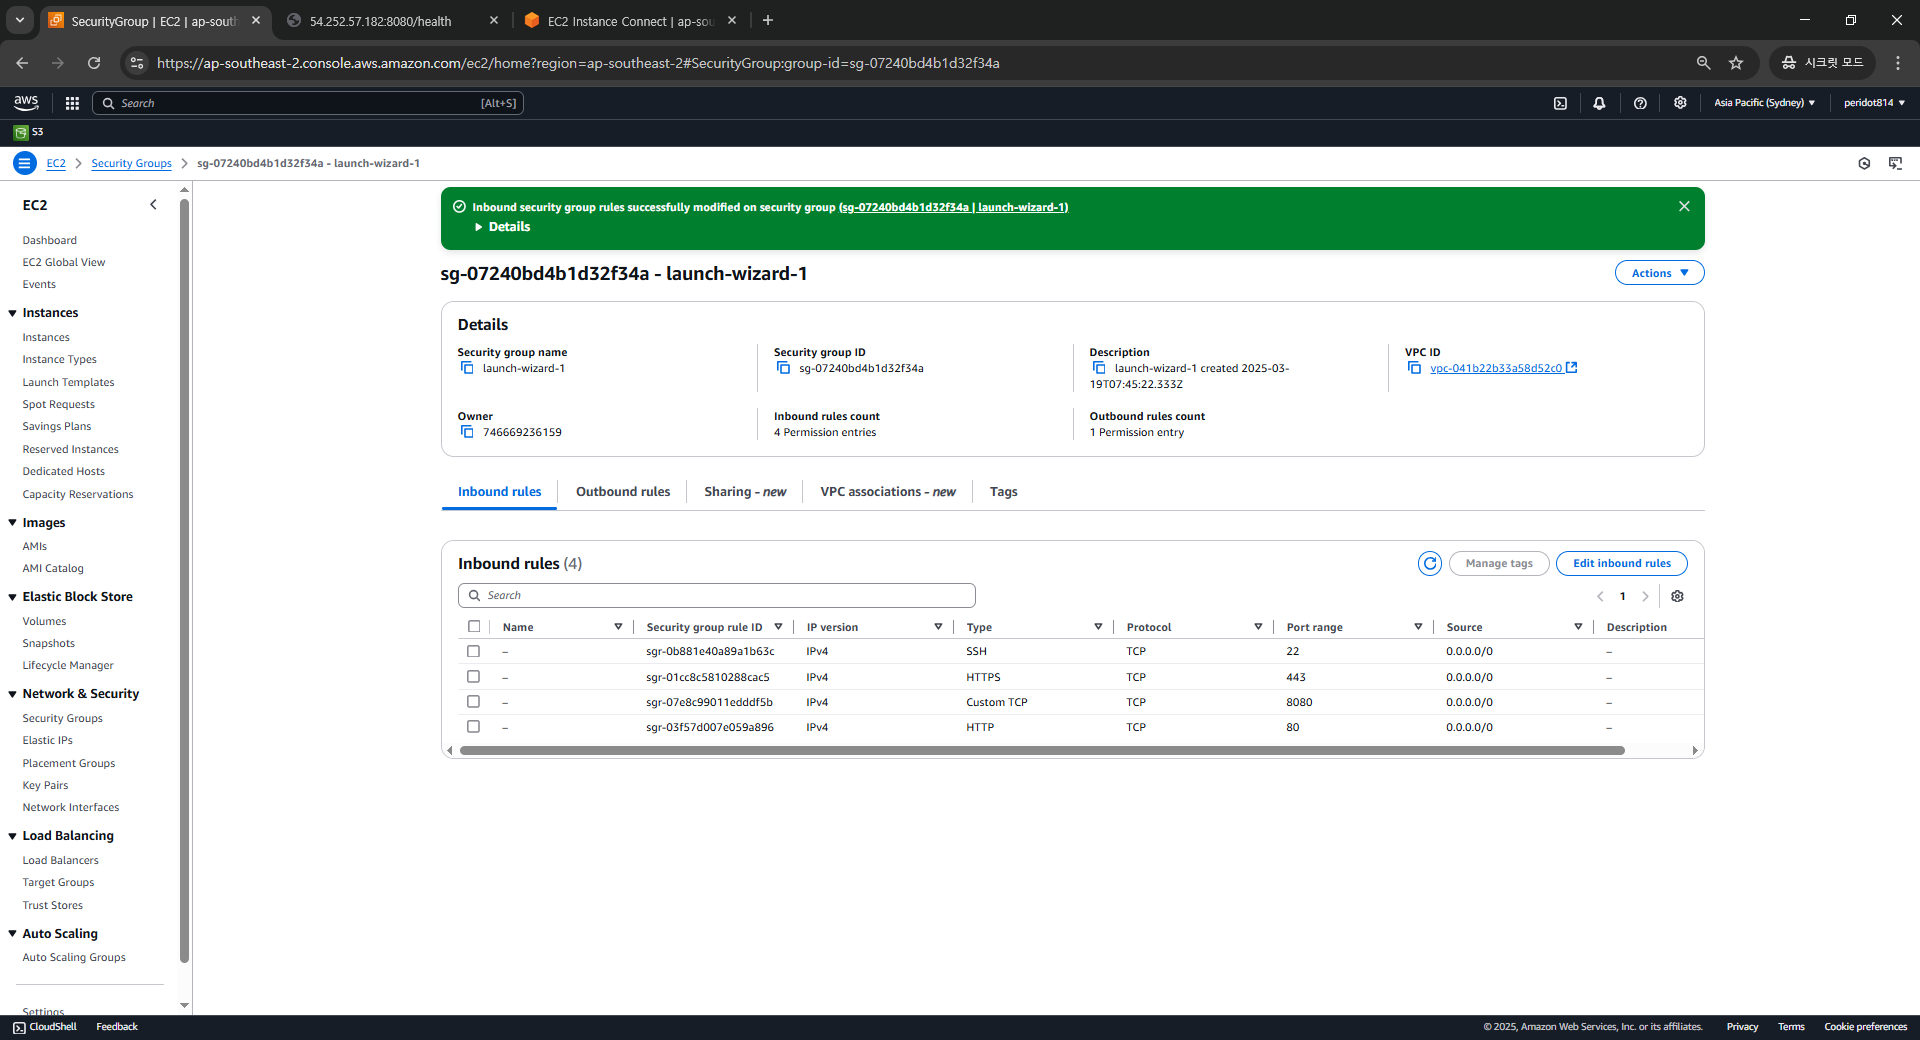 SecurityGroup | EC2 | ap-south
54.252.57.182:8080/health
EC2 Instance Connect | ap-sou
https://ap-southeast-2.console.aws.amazon.com/ec2/home?region=ap-southeast-2#SecurityGroup:group-id=sg-07240bd4b1d32f34a
시크릿 모드
aws
Search
[Alt+S]
Asia Pacific (Sydney)
peridot814
S3
EC2
Security Groups
sg-07240bd4b1d32f34a - launch-wizard-1
EC2
Dashboard
EC2 Global View
Events
Instances
Instances
Instance Types
Launch Templates
Spot Requests
Savings Plans
Reserved Instances
Dedicated Hosts
Capacity Reservations
Images
AMIs
AMI Catalog
Elastic Block Store
Volumes
Snapshots
Lifecycle Manager
Network & Security
Security Groups
Elastic IPs
Placement Groups
Key Pairs
Network Interfaces
Load Balancing
Load Balancers
Target Groups
Trust Stores
Auto Scaling
Auto Scaling Groups
Settings
Inbound security group rules successfully modified on security group (sg-07240bd4b1d32f34a | launch-wizard-1)
Details
sg-07240bd4b1d32f34a - launch-wizard-1
Actions
Details
Security group name
launch-wizard-1
Security group ID
sg-07240bd4b1d32f34a
Description
launch-wizard-1 created 2025-03-
19T07:45:22.333Z
VPC ID
vpc-041b22b33a58d52c0
Owner
746669236159
Inbound rules count
4 Permission entries
Outbound rules count
1 Permission entry
Inbound rules
Outbound rules
Sharing - new
VPC associations - new
Tags
Inbound rules (4)
Manage tags
Edit inbound rules
Search
1
Name Security group rule ID IP version Type Protocol Port range Source Description
– sgr-0b881e40a89a1b63c IPv4 SSH TCP 22 0.0.0.0/0 –
– sgr-01cc8c5810288cac5 IPv4 HTTPS TCP 443 0.0.0.0/0 –
– sgr-07e8c99011edddf5b IPv4 Custom TCP TCP 8080 0.0.0.0/0 –
– sgr-03f57d007e059a896 IPv4 HTTP TCP 80 0.0.0.0/0 –
CloudShell
Feedback
© 2025, Amazon Web Services, Inc. or its affiliates.
Privacy
Terms
Cookie preferences